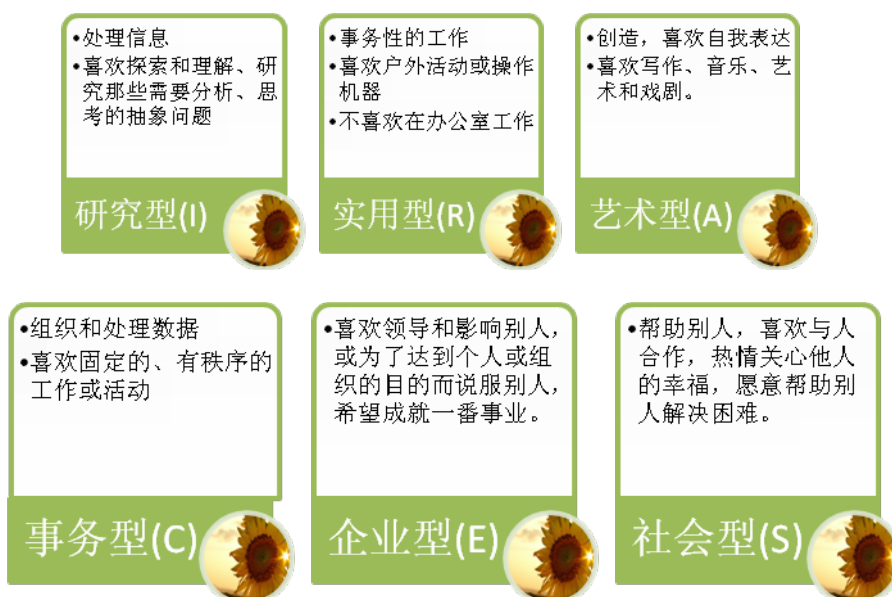 •处理信息
•喜欢探索和理解、研
究那些需要分析、思
考的抽象问题
研究型(I)
•事务性的工作
•喜欢户外活动或操作
机器
•不喜欢在办公室工作
实用型(R)
•创造，喜欢自我表达
•喜欢写作、音乐、艺
术和戏剧。
艺术型(A)
•组织和处理数据
•喜欢固定的、有秩序的
工作或活动
事务型(C)
•喜欢领导和影响别人，
或为了达到个人或组
织的目的而说服别人，
希望成就一番事业。
企业型(E)
•帮助别人，喜欢与人
合作，热情关心他人
的幸福，愿意帮助别
人解决困难。
社会型(S)